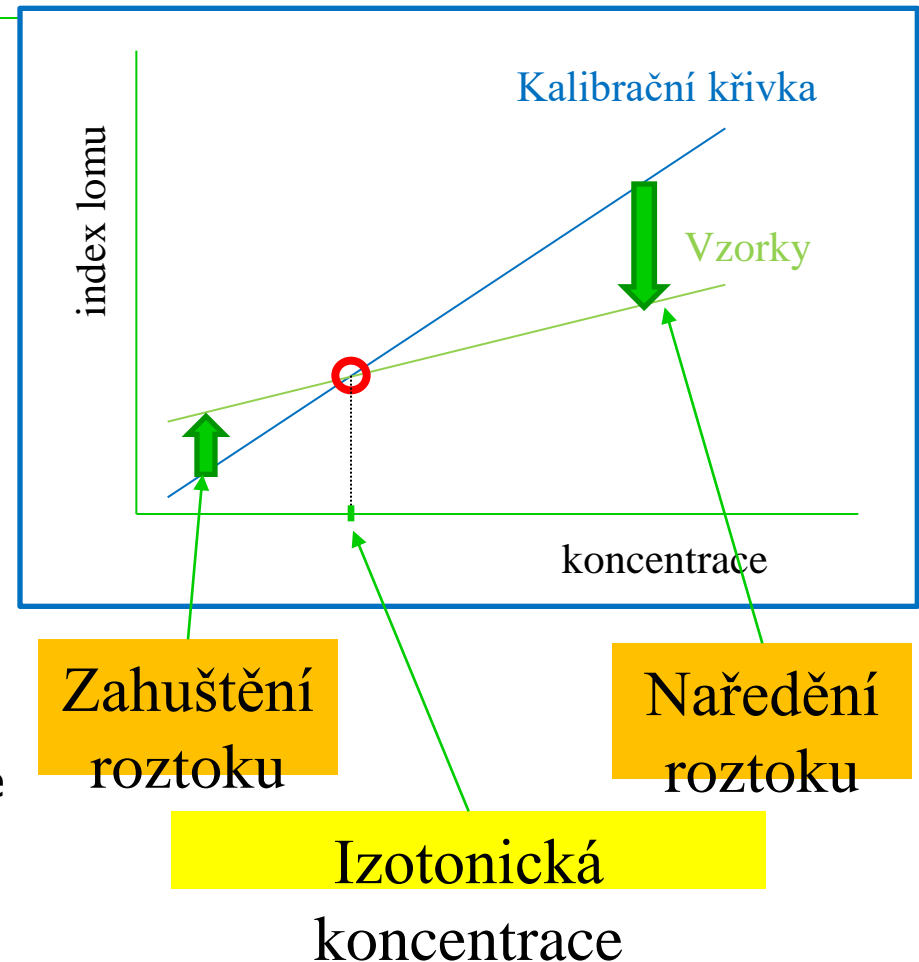 Kalibrační křivka
index lomu
Vzorky
koncentrace
Zahuštění
roztoku
Naředění
roztoku
e
Izotonická
koncentrace